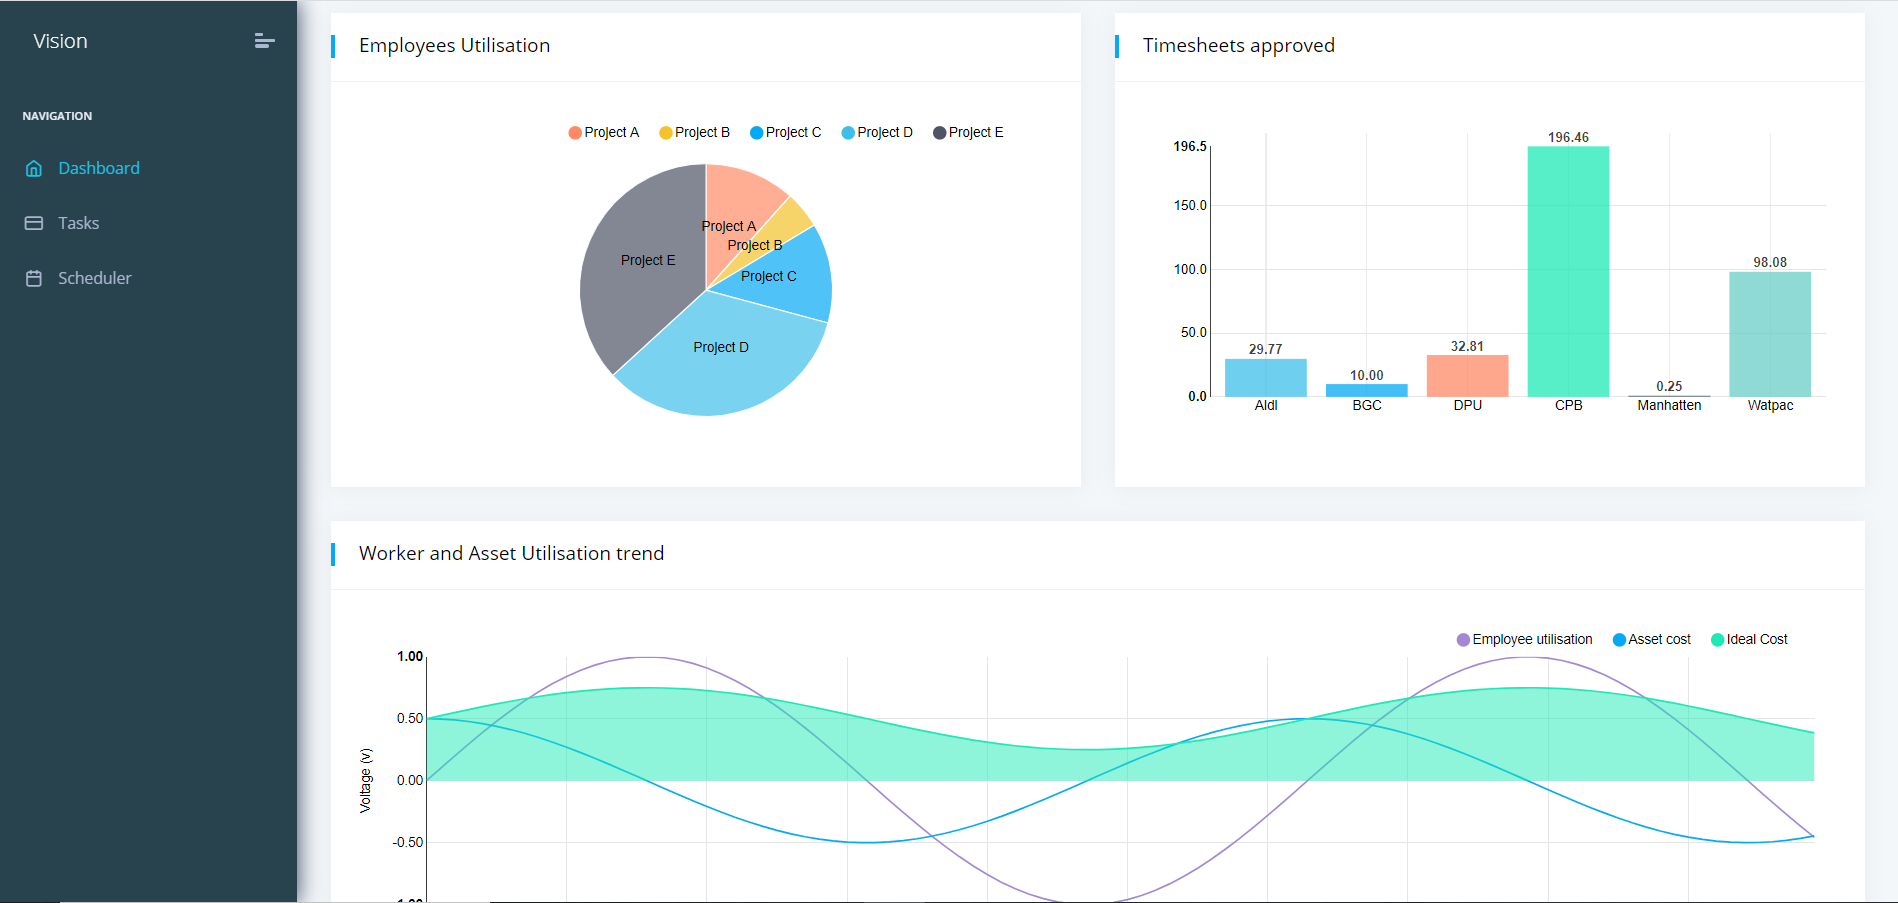 Vision
NAVIGATION
Dashboard
Tasks
Scheduler
Employees Utilisation
Project A Project B Project C Project D Project E
Project A
Project B
Project E
Project C
Project D
Timesheets approved
196.46
196.5
150.0
100.0
98.08
50.0
32.81
29.77
10.00
0.25
0.0
Aldl BGC DPU CPB Manhatten Watpac
Worker and Asset Utilisation trend
Employee utilisation Asset cost Ideal Cost
1.00
0.50
0.00
Voltage (v)
-0.50